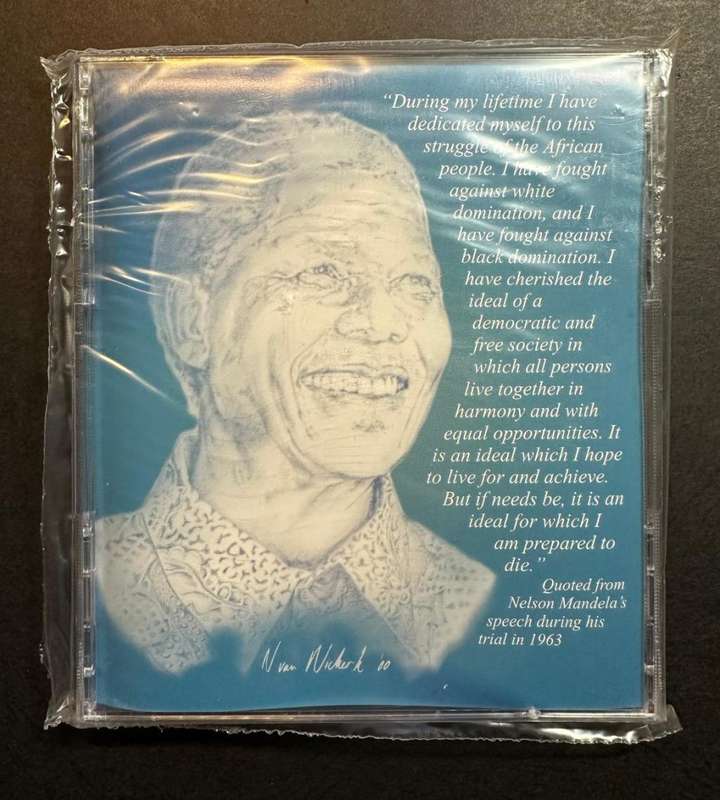 “During my lifetime I have
dedicated myself to this
struggle of the African
people. I have fought
against white
domination, and I
have fought against
black domination. I
have cherished the
ideal of a
democratic and
free society in
which all persons
live together in
harmony and with
equal opportunities. It
is an ideal which I hope
to live for and achieve.
But if needs be, it is an
ideal for which I
am prepared to
die.”
Quoted from
Nelson Mandela's
speech during his
trial in 1963
N van Niekerk '00